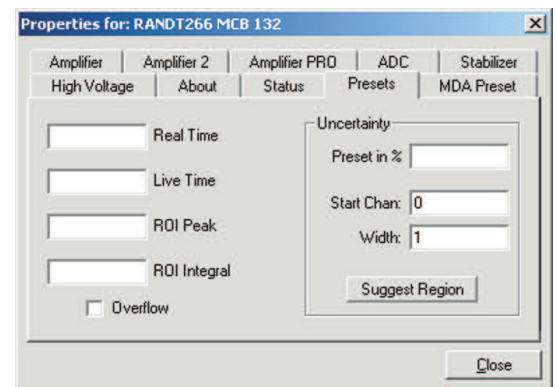 Properties for: RANDT266 MCB 132
Amplifier Amplifier 2 Amplifier PRO ADC Stabilizer
High Voltage About Status Presets MDA Preset
Real Time
Live Time
ROI Peak
ROI Integral
Overflow
Uncertainty
Preset in %
Start Chan: 0
Width: 1
Suggest Region
Close